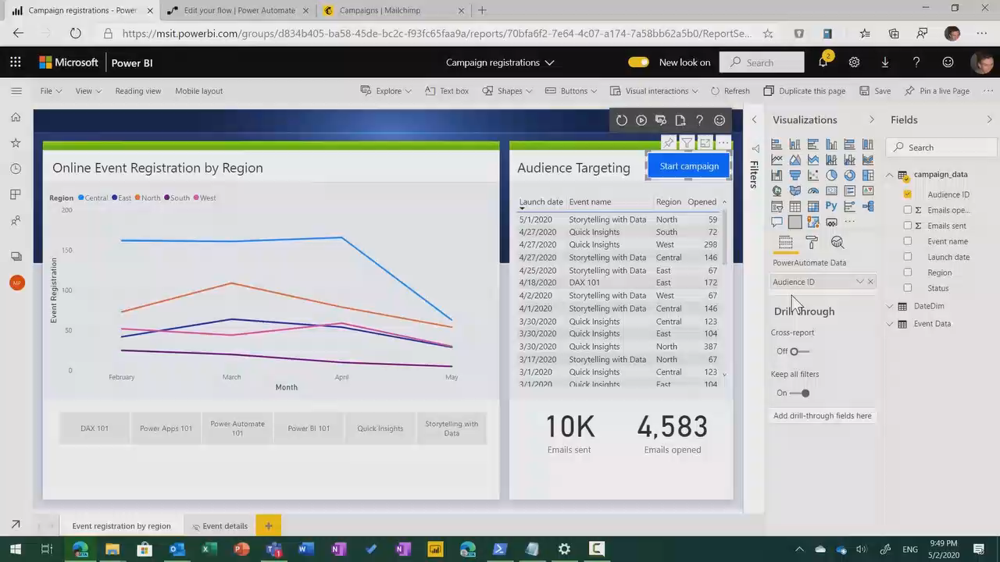 Campaign registrations - Power
Edit your flow | Power Automate
Campaigns | Mailchimp
https://msit.powerbi.com/groups/d834b405-ba58-45de-bc2c-f93fc65faa9a/reports/70bfa6f2-7e64-4c07-a174-7a58bb62a5b0/ReportSe...
Microsoft Power BI
Campaign registrations
New look on
Search
2
File View Reading view Mobile layout
Explore Text box Shapes Buttons Visual interactions Refresh Duplicate this page Save Pin a live Page
Online Event Registration by Region
Region Central East North South West
Event Registration
200
150
100
50
0
February March April May
Month
DAX 101
Power Apps 101
Power Automate 101
Power BI 101
Quick Insights
Storytelling with Data
Audience Targeting
Start campaign
Launch date Event name Region Opened
5/1/2020 Storytelling with Data North 59
4/27/2020 Quick Insights South 72
4/27/2020 Quick Insights West 298
4/27/2020 Storytelling with Data Central 146
4/25/2020 Storytelling with Data East 67
4/18/2020 DAX 101 East 172
4/2/2020 Storytelling with Data West 67
4/1/2020 Storytelling with Data Central 146
3/30/2020 Quick Insights Central 123
3/30/2020 Quick Insights East 104
3/30/2020 Quick Insights North 387
3/17/2020 Storytelling with Data North 67
3/1/2020 Quick Insights Central 123
3/1/2020 Quick Insights East 104
10K
Emails sent
4,583
Emails opened
Filters
Visualizations
Py
PowerAutomate Data
Audience ID
Drillthrough
Cross-report
Off
Keep all filters
On
Add drill-through fields here
Fields
Search
campaign_data
Audience ID
Emails ope...
Emails sent
Event name
Launch date
Region
Status
DateDim
Event Data
MP
Event registration by region
Event details
ENG
9:49 PM
5/2/2020